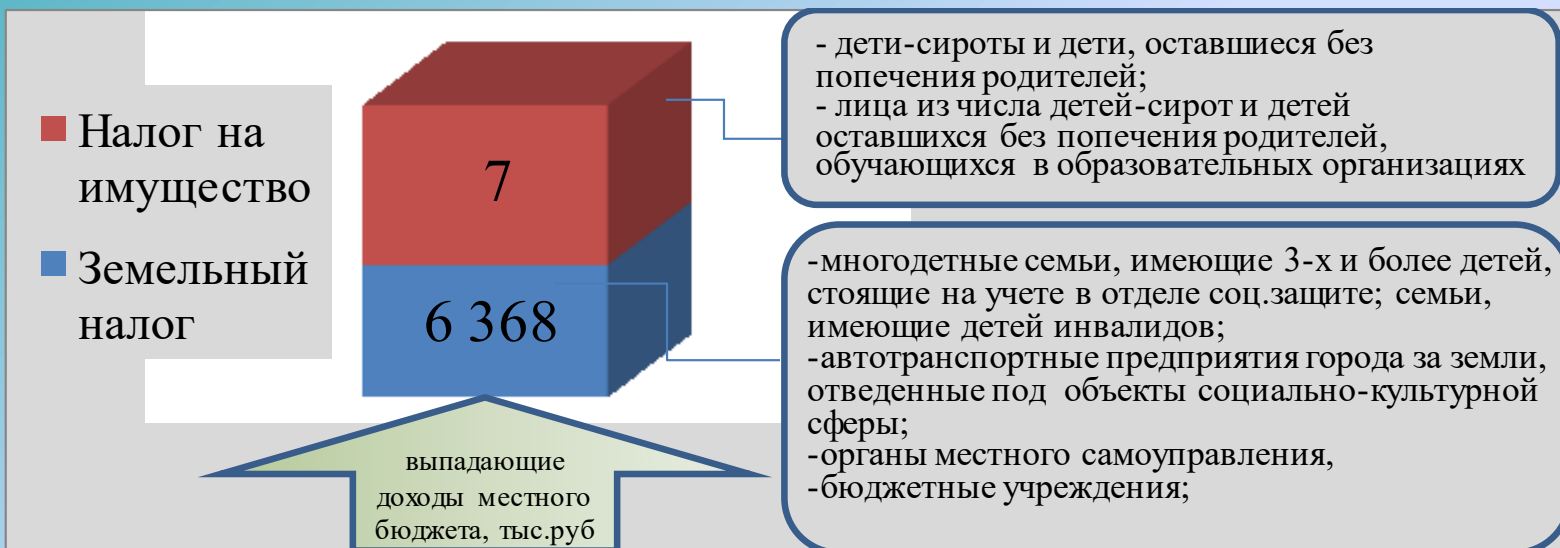 Налог на
имущество
Земельный
налог
7
6 368
выпадающие
доходы местного
бюджета, тыс.руб
- дети-сироты и дети, оставшиеся без
попечения родителей;
- лица из числа детей-сирот и детей
оставшихся без попечения родителей,
обучающихся в образовательных организациях
-многодетные семьи, имеющие 3-х и более детей,
стоящие на учете в отделе соц.защите; семьи,
имеющие детей инвалидов;
-автотранспортные предприятия города за земли,
отведенные под объекты социально-культурной
сферы;
-органы местного самоуправления,
-бюджетные учреждения;